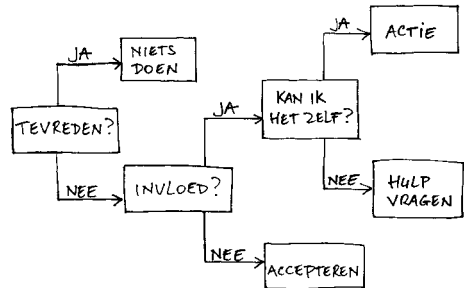 TEVREDEN?
JA
NIETS
DOEN
NEE
INVLOED?
JA
KAN IK
HET ZELF?
JA
ACTIE
NEE
HULP
VRAGEN
NEE
ACCEPTEREN